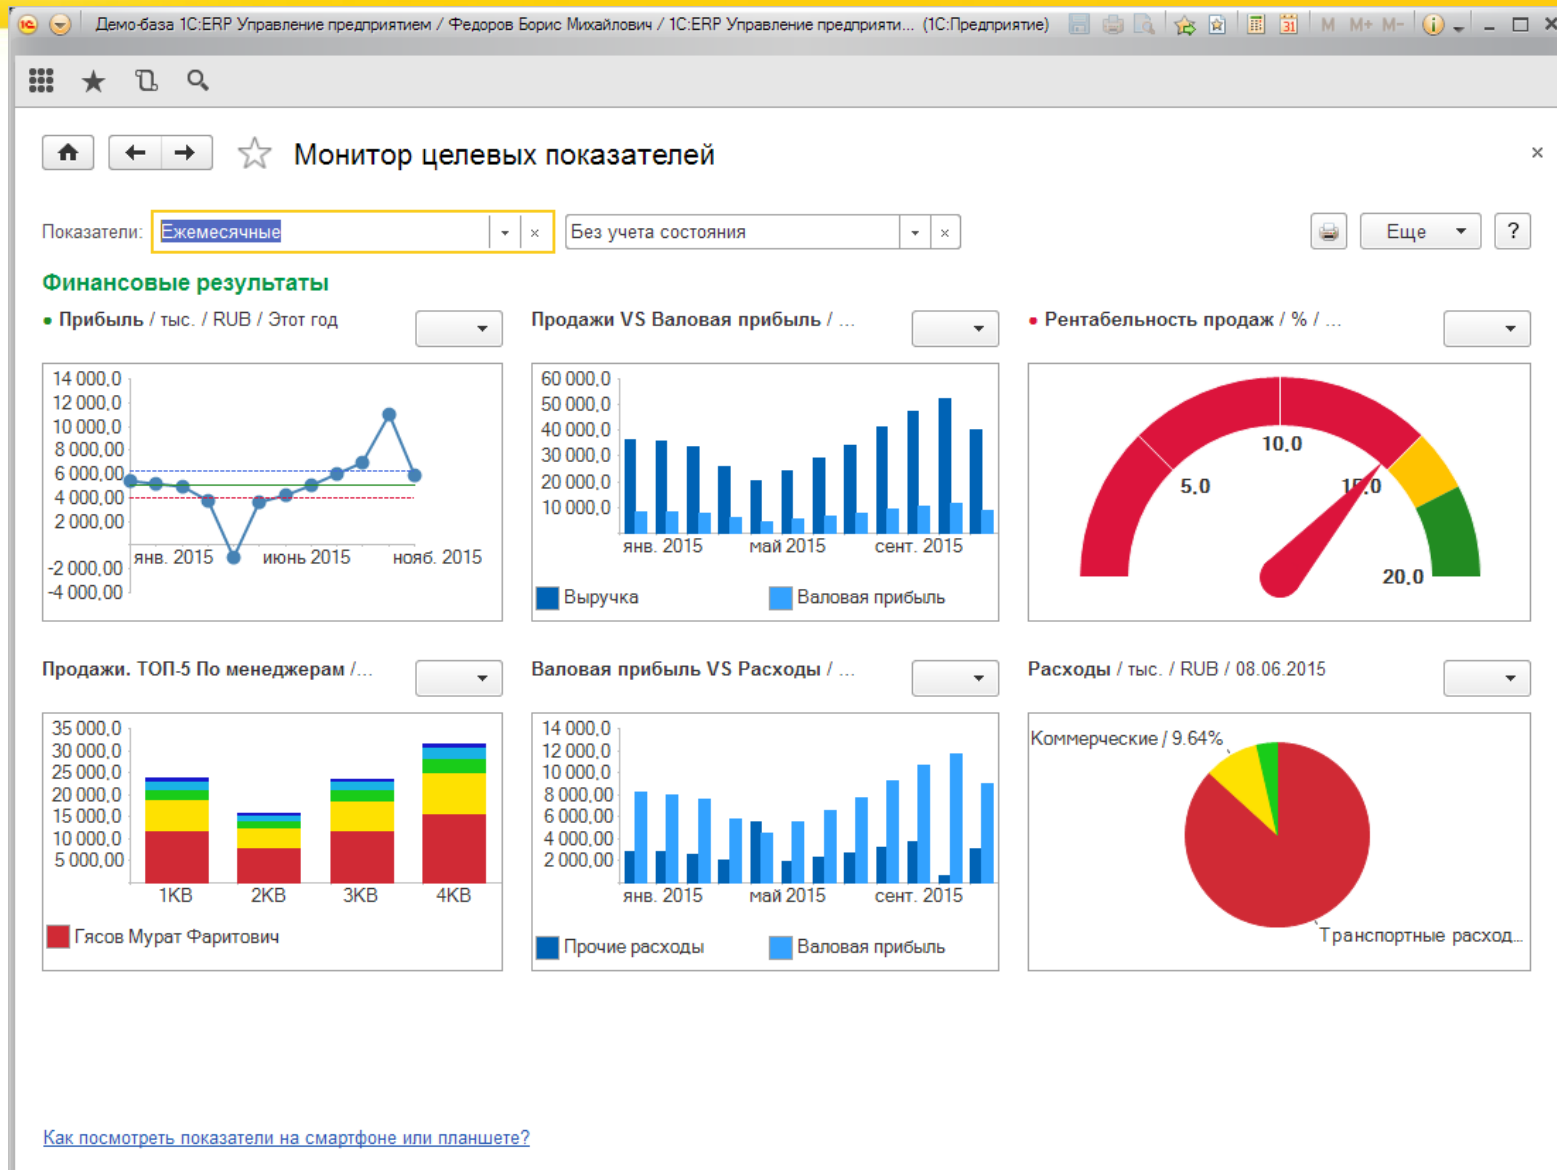 Демо-база 1С:ERP Управление предприятием / Федоров Борис Михайлович / 1С:ERP Управление предприяти... (1С:Предприятие)
M M+ M-
Монитор целевых показателей
Показатели: Ежемесячные
Без учета состояния
Еще
?
Финансовые результаты
Прибыль / тыс. / RUB / Этот год
14 000,0
12 000,0
10 000,0
8 000,00
6 000,00
4 000,00
2 000,00
-2 000,00
-4 000,00
янв. 2015 июнь 2015 нояб. 2015
Продажи VS Валовая прибыль / ...
60 000,0
50 000,0
40 000,0
30 000,0
20 000,0
10 000,0
янв. 2015 май 2015 сент. 2015
Выручка Валовая прибыль
Рентабельность продаж / % / ...
5.0
10.0
15.0
20.0
Продажи. ТОП-5 По менеджерам /...
35 000,0
30 000,0
25 000,0
20 000,0
15 000,0
10 000,0
5 000,00
1КВ 2КВ 3КВ 4КВ
Гясов Мурат Фаритович
Валовая прибыль VS Расходы / ...
14 000,0
12 000,0
10 000,0
8 000,00
6 000,00
4 000,00
2 000,00
янв. 2015 май 2015 сент. 2015
Прочие расходы Валовая прибыль
Расходы / тыс. / RUB / 08.06.2015
Коммерческие / 9.64%
Транспортные расход...
Как посмотреть показатели на смартфоне или планшете?